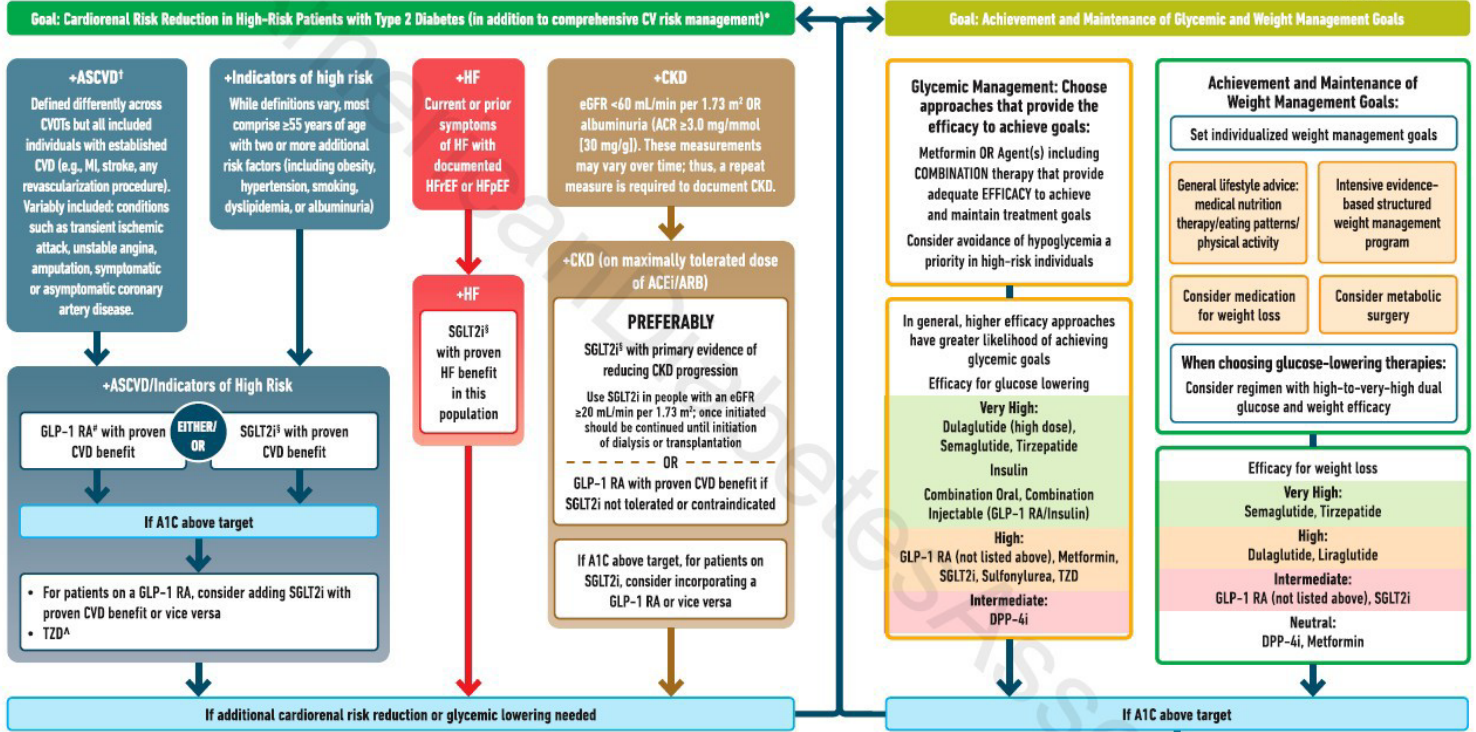 Goal: Cardiorenal Risk Reduction in High-Risk Patients with Type 2 Diabetes (in addition to comprehensive CV risk management)*
+ASCVD†
Defined differently across
CVOTs but all included
individuals with established
CVD (e.g., MI, stroke, any
revascularization procedure).
Variably included: conditions
such as transient ischemic
attack, unstable angina,
amputation, symptomatic
or asymptomatic coronary
artery disease.
+Indicators of high risk
While definitions vary, most
comprise ≥55 years of age
with two or more additional
risk factors (including obesity,
hypertension, smoking,
dyslipidemia, or albuminuria)
+HF
Current or prior
symptoms
of HF with
documented
HFrEF or HFpEF
+CKD
eGFR <60 mL/min per 1.73 m² OR
albuminuria (ACR ≥3.0 mg/mmol
[30 mg/g]). These measurements
may vary over time; thus, a repeat
measure is required to document CKD.
+ASCVD/Indicators of High Risk
GLP-1 RA# with proven
CVD benefit
EITHER/
OR
SGLT2i§ with proven
CVD benefit
If A1C above target
• For patients on a GLP-1 RA, consider adding SGLT2i with
proven CVD benefit or vice versa
• TZD^
+HF
SGLT2i§
with proven
HF benefit
in this
population
+CKD (on maximally tolerated dose
of ACEi/ARB)
PREFERABLY
SGLT2i§ with primary evidence of
reducing CKD progression
Use SGLT2i in people with an eGFR
≥20 mL/min per 1.73 m²; once initiated
should be continued until initiation
of dialysis or transplantation
OR
GLP-1 RA with proven CVD benefit if
SGLT2i not tolerated or contraindicated
If A1C above target, for patients on
SGLT2i, consider incorporating a
GLP-1 RA or vice versa
If additional cardiorenal risk reduction or glycemic lowering needed
Goal: Achievement and Maintenance of Glycemic and Weight Management Goals
Glycemic Management: Choose
approaches that provide the
efficacy to achieve goals:
Metformin OR Agent(s) including
COMBINATION therapy that provide
adequate EFFICACY to achieve
and maintain treatment goals
Consider avoidance of hypoglycemia a
priority in high-risk individuals
In general, higher efficacy approaches
have greater likelihood of achieving
glycemic goals
Efficacy for glucose lowering
Very High:
Dulaglutide (high dose),
Semaglutide, Tirzepatide
Insulin
Combination Oral, Combination
Injectable (GLP-1 RA/Insulin)
High:
GLP-1 RA (not listed above), Metformin,
SGLT2i, Sulfonylurea, TZD
Intermediate:
DPP-4i
Achievement and Maintenance of
Weight Management Goals:
Set individualized weight management goals
General lifestyle advice:
medical nutrition
therapy/eating patterns/
physical activity
Intensive evidence-
based structured
weight management
program
Consider medication
for weight loss
Consider metabolic
surgery
When choosing glucose-lowering therapies:
Consider regimen with high-to-very-high dual
glucose and weight efficacy
Efficacy for weight loss
Very High:
Semaglutide, Tirzepatide
High:
Dulaglutide, Liraglutide
Intermediate:
GLP-1 RA (not listed above), SGLT2i
Neutral:
DPP-4i, Metformin
If A1C above target